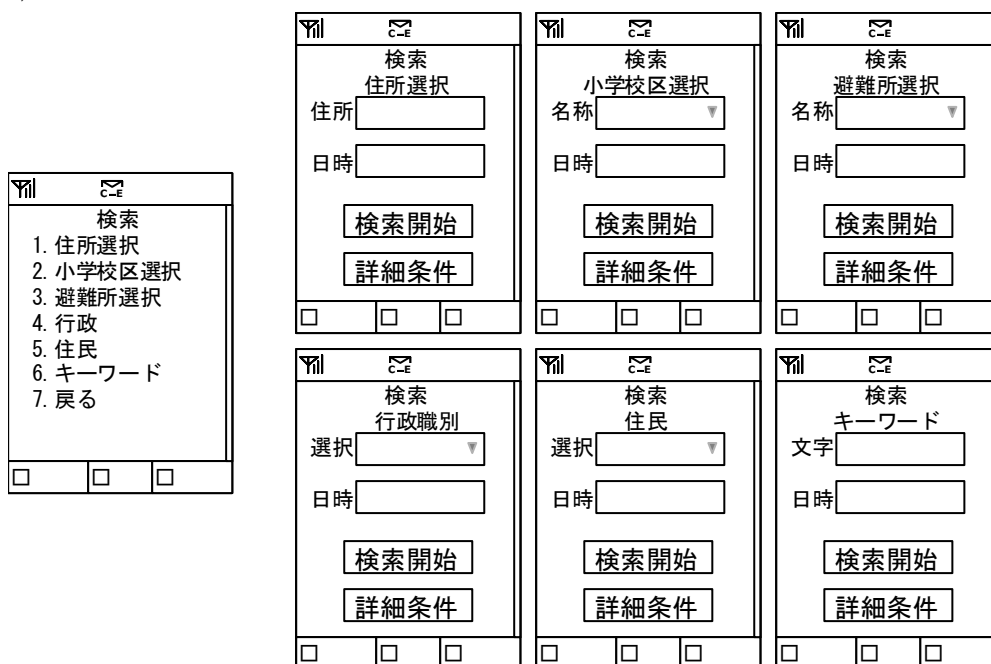 C-E
検索
1. 住所選択
2. 小学校区選択
3. 避難所選択
4. 行政
5. 住民
6. キーワード
7. 戻る
C-E
検索
住所選択
住所
日時
検索開始
詳細条件
C-E
検索
小学校区選択
名称
日時
検索開始
詳細条件
C-E
検索
避難所選択
名称
日時
検索開始
詳細条件
C-E
検索
行政職別
選択
日時
検索開始
詳細条件
C-E
検索
住民
選択
日時
検索開始
詳細条件
C-E
検索
キーワード
文字
日時
検索開始
詳細条件